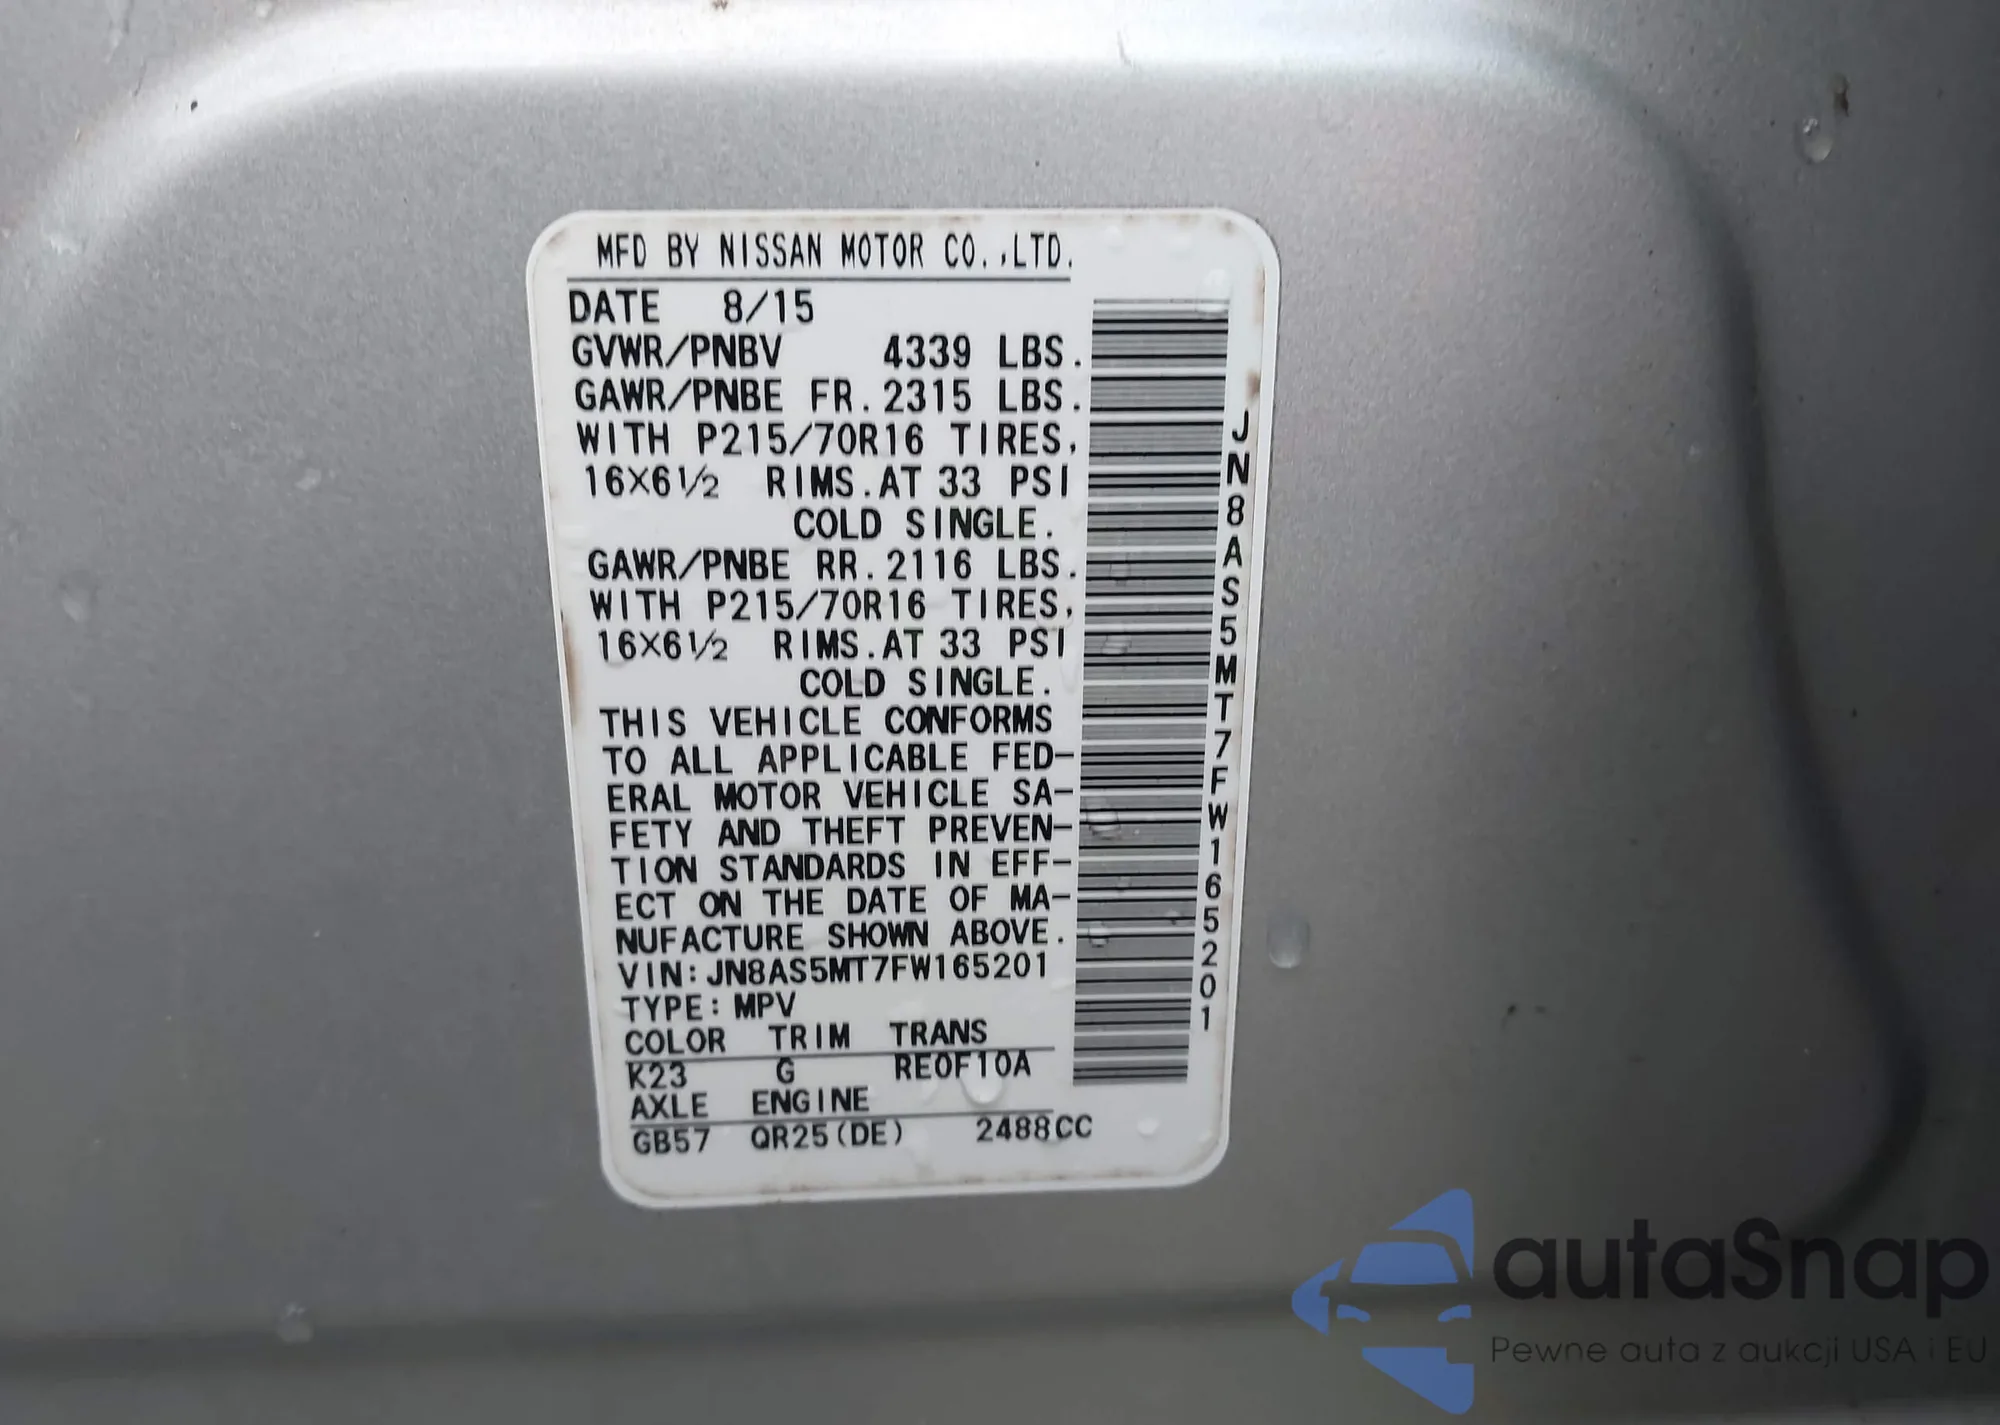 MFD BY NISSAN MOTOR CO.,LTD.
DATE 8/15
GVWR/PNBV 4339 LBS.
GAWR/PNBE FR.2315 LBS.
WITH P215/70R16 TIRES,
16X6½ RIMS.AT 33 PSI
COLD SINGLE.
GAWR/PNBE RR.2116 LBS.
WITH P215/70R16 TIRES,
16X6½ RIMS.AT 33 PSI
COLD SINGLE.
THIS VEHICLE CONFORMS
TO ALL APPLICABLE FED-
ERAL MOTOR VEHICLE SA-
FETY AND THEFT PREVEN-
TION STANDARDS IN EFF-
ECT ON THE DATE OF MA-
NUFACTURE SHOWN ABOVE.
VIN:JN8AS5MT7FW165201
TYPE:MPV
COLOR TRIM TRANS
K23 G RE0F10A
AXLE ENGINE
GB57 QR25(DE) 2488CC
JN8AS5MT7FW165201
autaSnap
Pewne auta z aukcji USA i EU